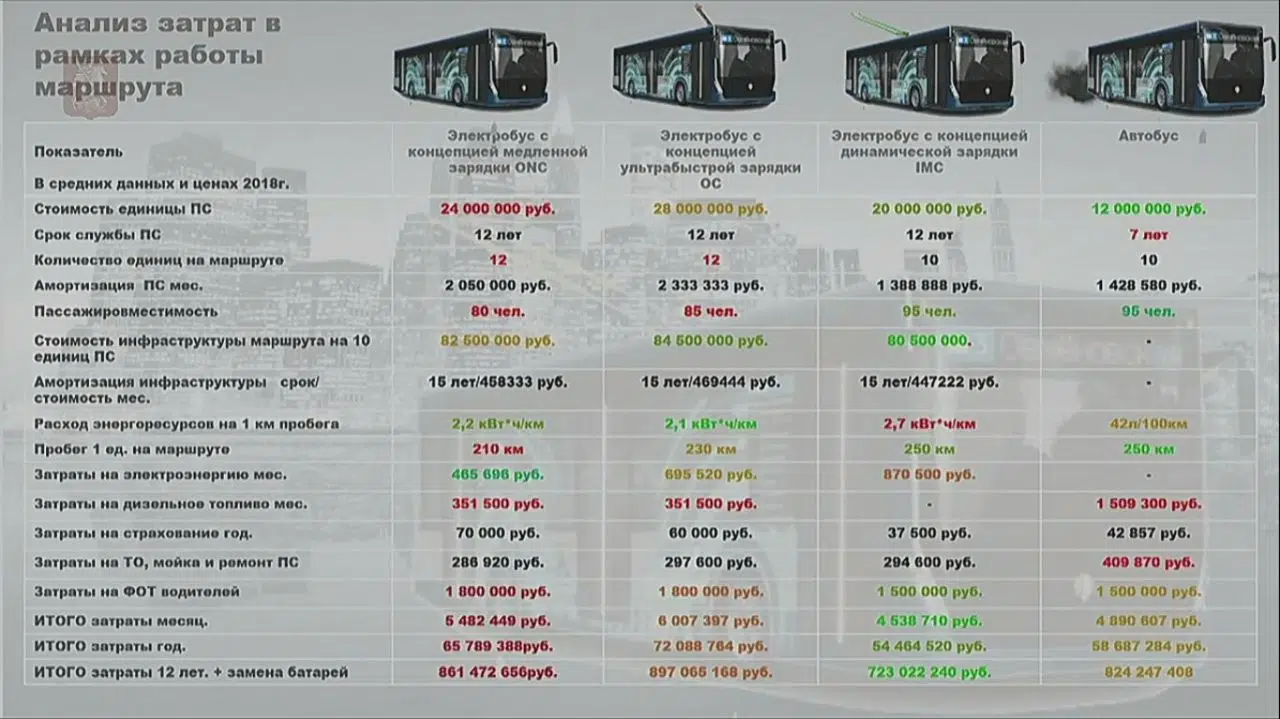 Анализ затрат в
рамках работы
маршрута
Показатель
В средних данных и ценах 2018г.
Электробус с
концепцией медленной
зарядки ONC
Электробус с
концепцией
ультрабыстрой зарядки
ОС
Электробус с концепцией
динамической зарядки
IMC
Автобус
Стоимость единицы ПС 24 000 000 руб. 28 000 000 руб. 20 000 000 руб. 12 000 000 руб.
Срок службы ПС 12 лет 12 лет 12 лет 7 лет
Количество единиц на маршруте 12 12 10 10
Амортизация ПС мес. 2 050 000 руб. 2 333 333 руб. 1 388 888 руб. 1 428 580 руб.
Пассажировместимость 80 чел. 85 чел. 95 чел. 95 чел.
Стоимость инфраструктуры маршрута на 10
единиц ПС
82 500 000 руб. 84 500 000 руб. 80 500 000. -
Амортизация инфраструктуры срок/
стоимость мес.
15 лет/458333 руб. 15 лет/469444 руб. 15 лет/447222 руб. -
Расход энергоресурсов на 1 км пробега 2,2 кВт*ч/км 2,1 кВт*ч/км 2,7 кВт*ч/км 42л/100км
Пробег 1 ед. на маршруте 210 км 230 км 250 км 250 км
Затраты на электроэнергию мес. 465 696 руб. 695 520 руб. 870 500 руб. -
Затраты на дизельное топливо мес. 351 500 руб. 351 500 руб. - 1 509 300 руб.
Затраты на страхование год. 70 000 руб. 60 000 руб. 37 500 руб. 42 857 руб.
Затраты на ТО, мойка и ремонт ПС 286 920 руб. 297 600 руб. 294 600 руб. 409 870 руб.
Затраты на ФОТ водителей 1 800 000 руб. 1 800 000 руб. 1 500 000 руб. 1 500 000 руб.
ИТОГО затраты месяц. 5 482 449 руб. 6 007 397 руб. 4 538 710 руб. 4 890 607 руб.
ИТОГО затраты год. 65 789 388руб. 72 088 764 руб. 54 464 520 руб. 58 687 284 руб.
ИТОГО затраты 12 лет. + замена батарей 861 472 656руб. 897 065 168 руб. 723 022 240 руб. 824 247 408